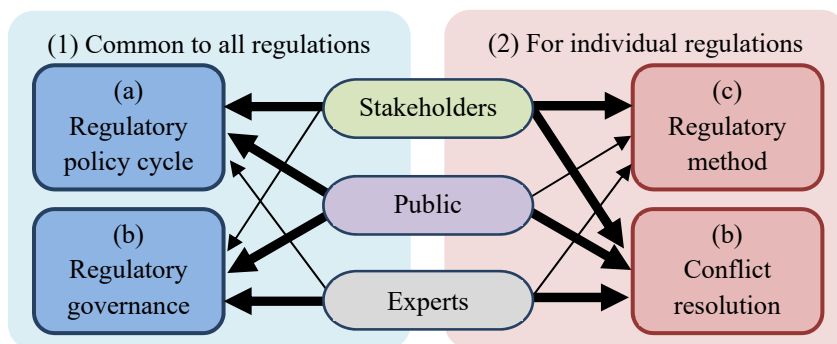 (1) Common to all regulations
(2) For individual regulations
(a)
Regulatory
policy cycle
Stakeholders
(c)
Regulatory
method
Public
(b)
Regulatory
governance
Experts
(b)
Conflict
resolution